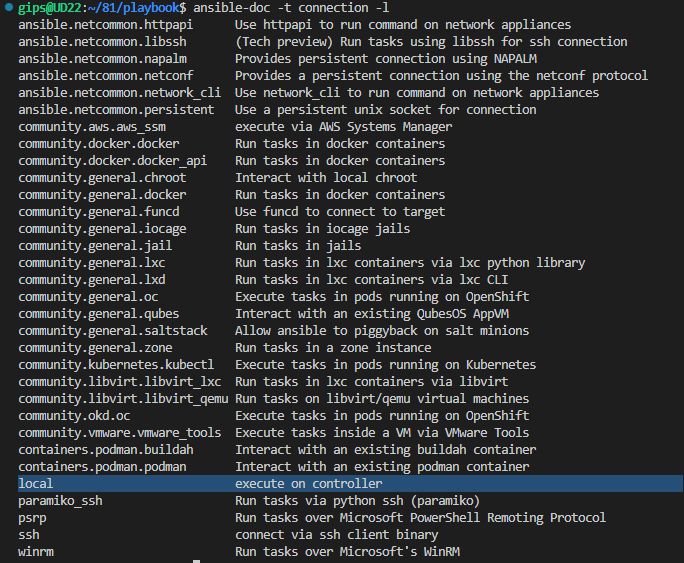 gips@UD22:~/81/playbook$ ansible-doc -t connection -l
ansible.netcommon.httpapi Use httpapi to run command on network appliances
ansible.netcommon.libssh (Tech preview) Run tasks using libssh for ssh connection
ansible.netcommon.napalm Provides persistent connection using NAPALM
ansible.netcommon.netconf Provides a persistent connection using the netconf protocol
ansible.netcommon.network_cli Use network_cli to run command on network appliances
ansible.netcommon.persistent Use a persistent unix socket for connection
community.aws.aws_ssm execute via AWS Systems Manager
community.docker.docker Run tasks in docker containers
community.docker.docker_api Run tasks in docker containers
community.general.chroot Interact with local chroot
community.general.docker Run tasks in docker containers
community.general.funcd Use funcd to connect to target
community.general.iocage Run tasks in iocage jails
community.general.jail Run tasks in jails
community.general.lxc Run tasks in lxc containers via lxc python library
community.general.lxd Run tasks in lxc containers via lxc CLI
community.general.oc Execute tasks in pods running on OpenShift
community.general.qubes Interact with an existing QubesOS AppVM
community.general.saltstack Allow ansible to piggyback on salt minions
community.general.zone Run tasks in a zone instance
community.kubernetes.kubectl Execute tasks in pods running on Kubernetes
community.libvirt.libvirt_lxc Run tasks in lxc containers via libvirt
community.libvirt.libvirt_qemu Run tasks on libvirt/qemu virtual machines
community.okd.oc Execute tasks in pods running on OpenShift
community.vmware.vmware_tools Execute tasks inside a VM via VMware Tools
containers.podman.buildah Interact with an existing buildah container
containers.podman.podman Interact with an existing podman container
local execute on controller
paramiko_ssh Run tasks via python ssh (paramiko)
psrp Run tasks over Microsoft PowerShell Remoting Protocol
ssh connect via ssh client binary
winrm Run tasks over Microsoft's WinRM